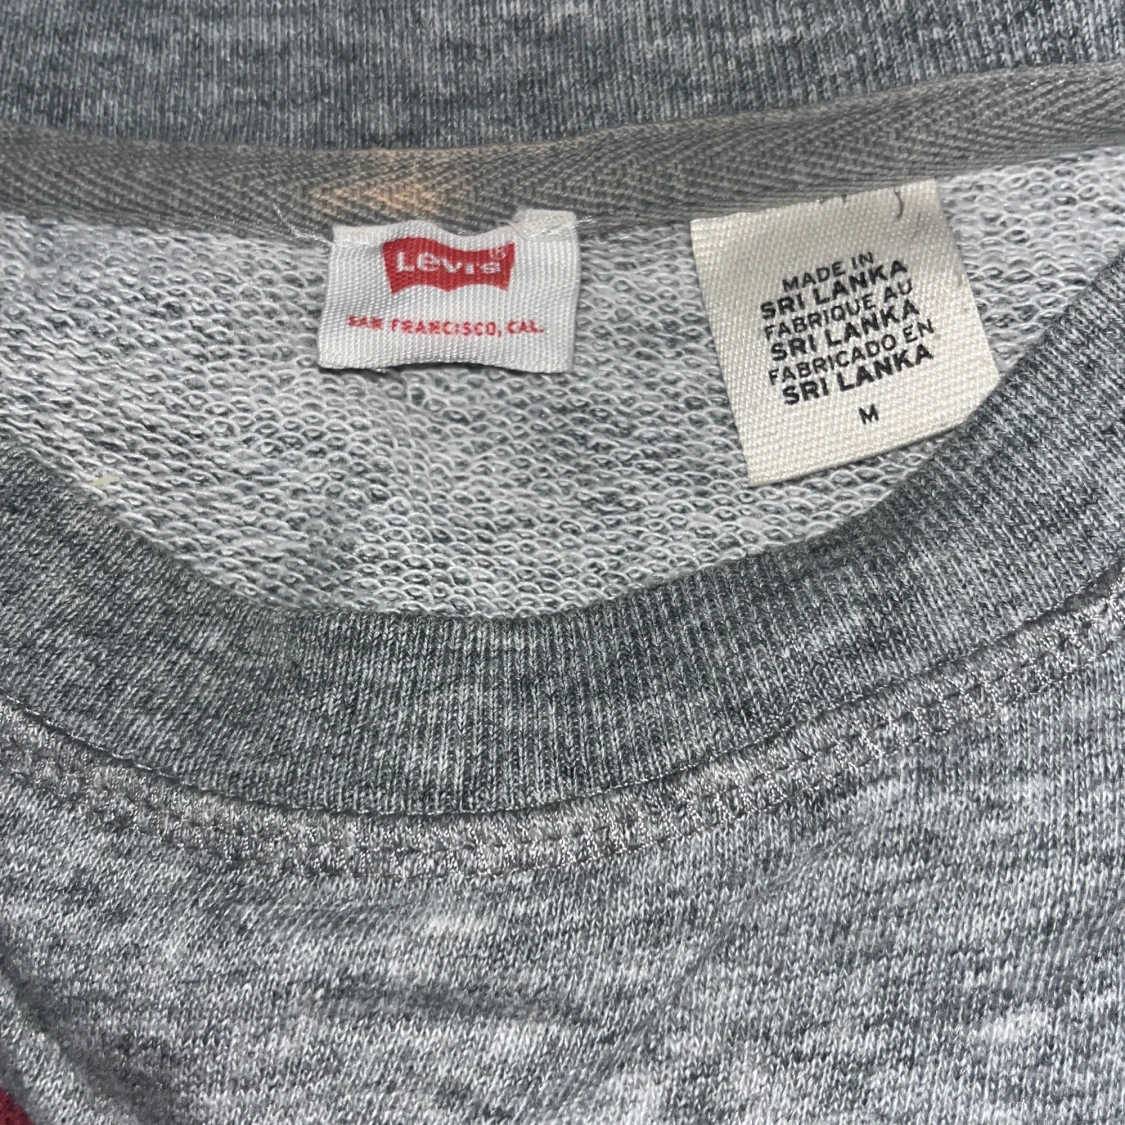 Levi's®
SAN FRANCISCO, CAL.
MADE IN
SRI LANKA
FABRIQUE AU
SRI LANKA
FABRICADO EN
SRI LANKA
M